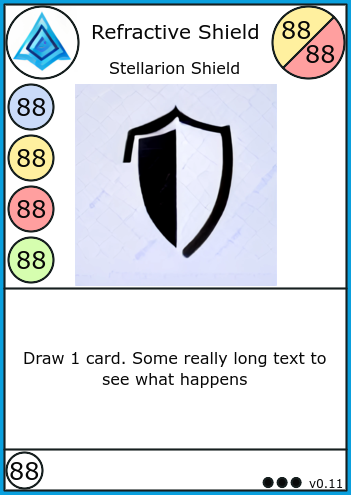 Refractive Shield
88
88
Stellarion Shield
88
88
88
88
Draw 1 card. Some really long text to
see what happens
88
v0.11